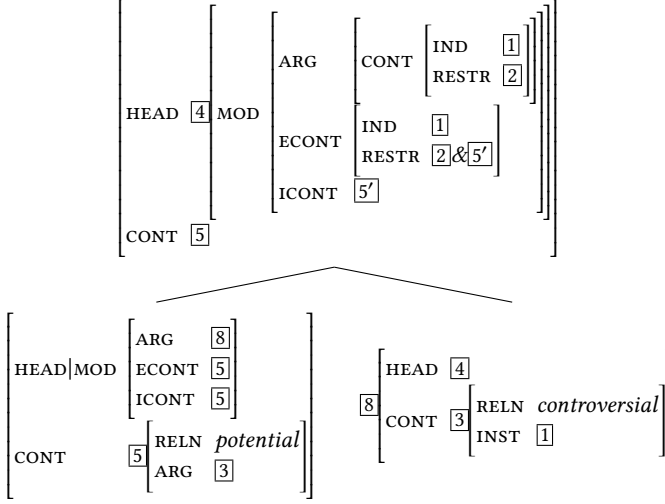 ARG CONT IND 1
RESTR 2
HEAD 4 MOD
ECONT IND 1
RESTR 2&5′
ICONT 5′
CONT 5
HEAD|MOD ARG 8
ECONT 5
ICONT 5
CONT 5 RELN potential
ARG 3
8 HEAD 4
CONT 3 RELN controversial
INST 1